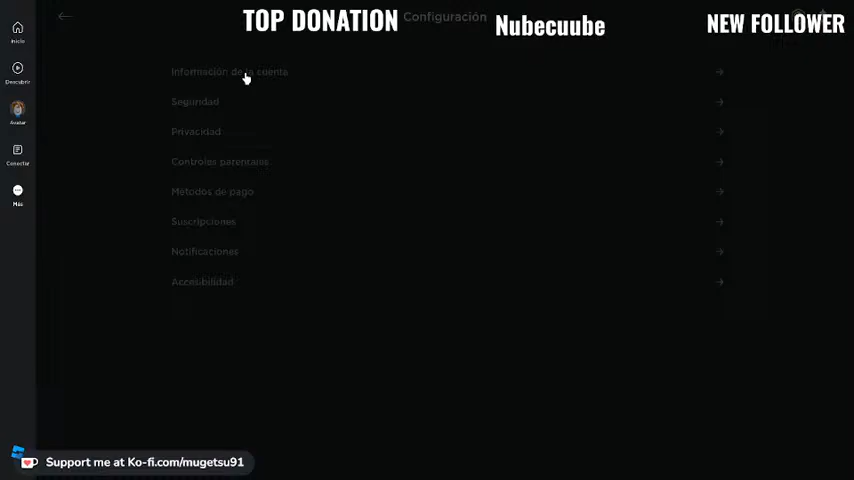 TOP DONATION
Configuración
Nubecuube
NEW FOLLOWER
Inicio
Información de la cuenta
Descubrir
Seguridad
Avatar
Privacidad
Conectar
Controles parentales
Más
Métodos de pago
Suscripciones
Notificaciones
Accesibilidad
Support me at Ko-fi.com/mugetsu91